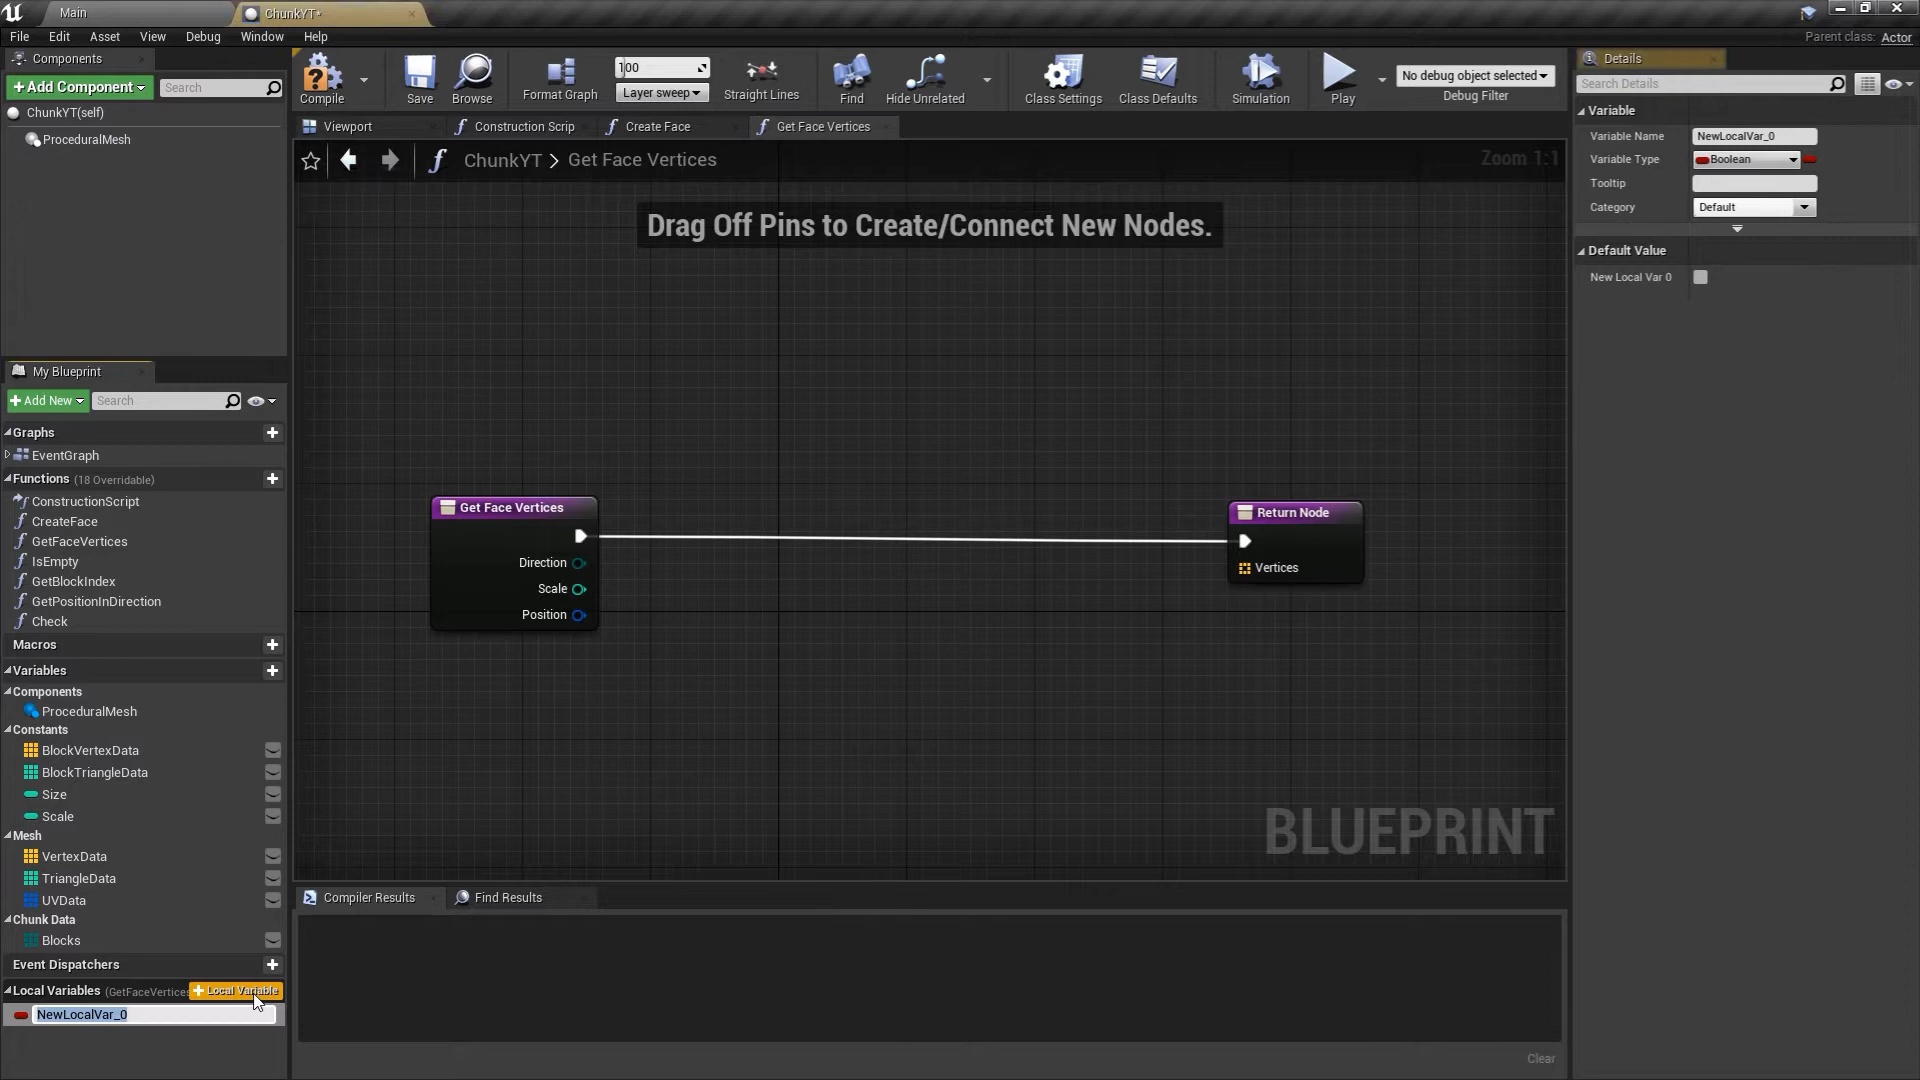 Main
ChunkYT*
File Edit Asset View Debug Window Help
Parent class: Actor
Components
+Add Component
Search
ChunkYT(self)
ProceduralMesh
Compile
Save
Browse
Format Graph
100
Layer sweep
Straight Lines
Find
Hide Unrelated
Class Settings
Class Defaults
Simulation
Play
No debug object selected
Debug Filter
Viewport
Construction Scrip
Create Face
Get Face Vertices
ChunkYT > Get Face Vertices
Zoom 1:1
Drag Off Pins to Create/Connect New Nodes.
Get Face Vertices
Direction
Scale
Position
Return Node
Vertices
BLUEPRINT
My Blueprint
+Add New
Search
Graphs
EventGraph
Functions (18 Overridable)
ConstructionScript
CreateFace
GetFaceVertices
IsEmpty
GetBlockIndex
GetPositionInDirection
Check
Macros
Variables
Components
ProceduralMesh
Constants
BlockVertexData
BlockTriangleData
Size
Scale
Mesh
VertexData
TriangleData
UVData
Chunk Data
Blocks
Event Dispatchers
Local Variables (GetFaceVertices
+ Local Variable
NewLocalVar_0
Compiler Results
Find Results
Clear
Details
Search Details
Variable
Variable Name NewLocalVar_0
Variable Type Boolean
Tooltip
Category Default
Default Value
New Local Var 0